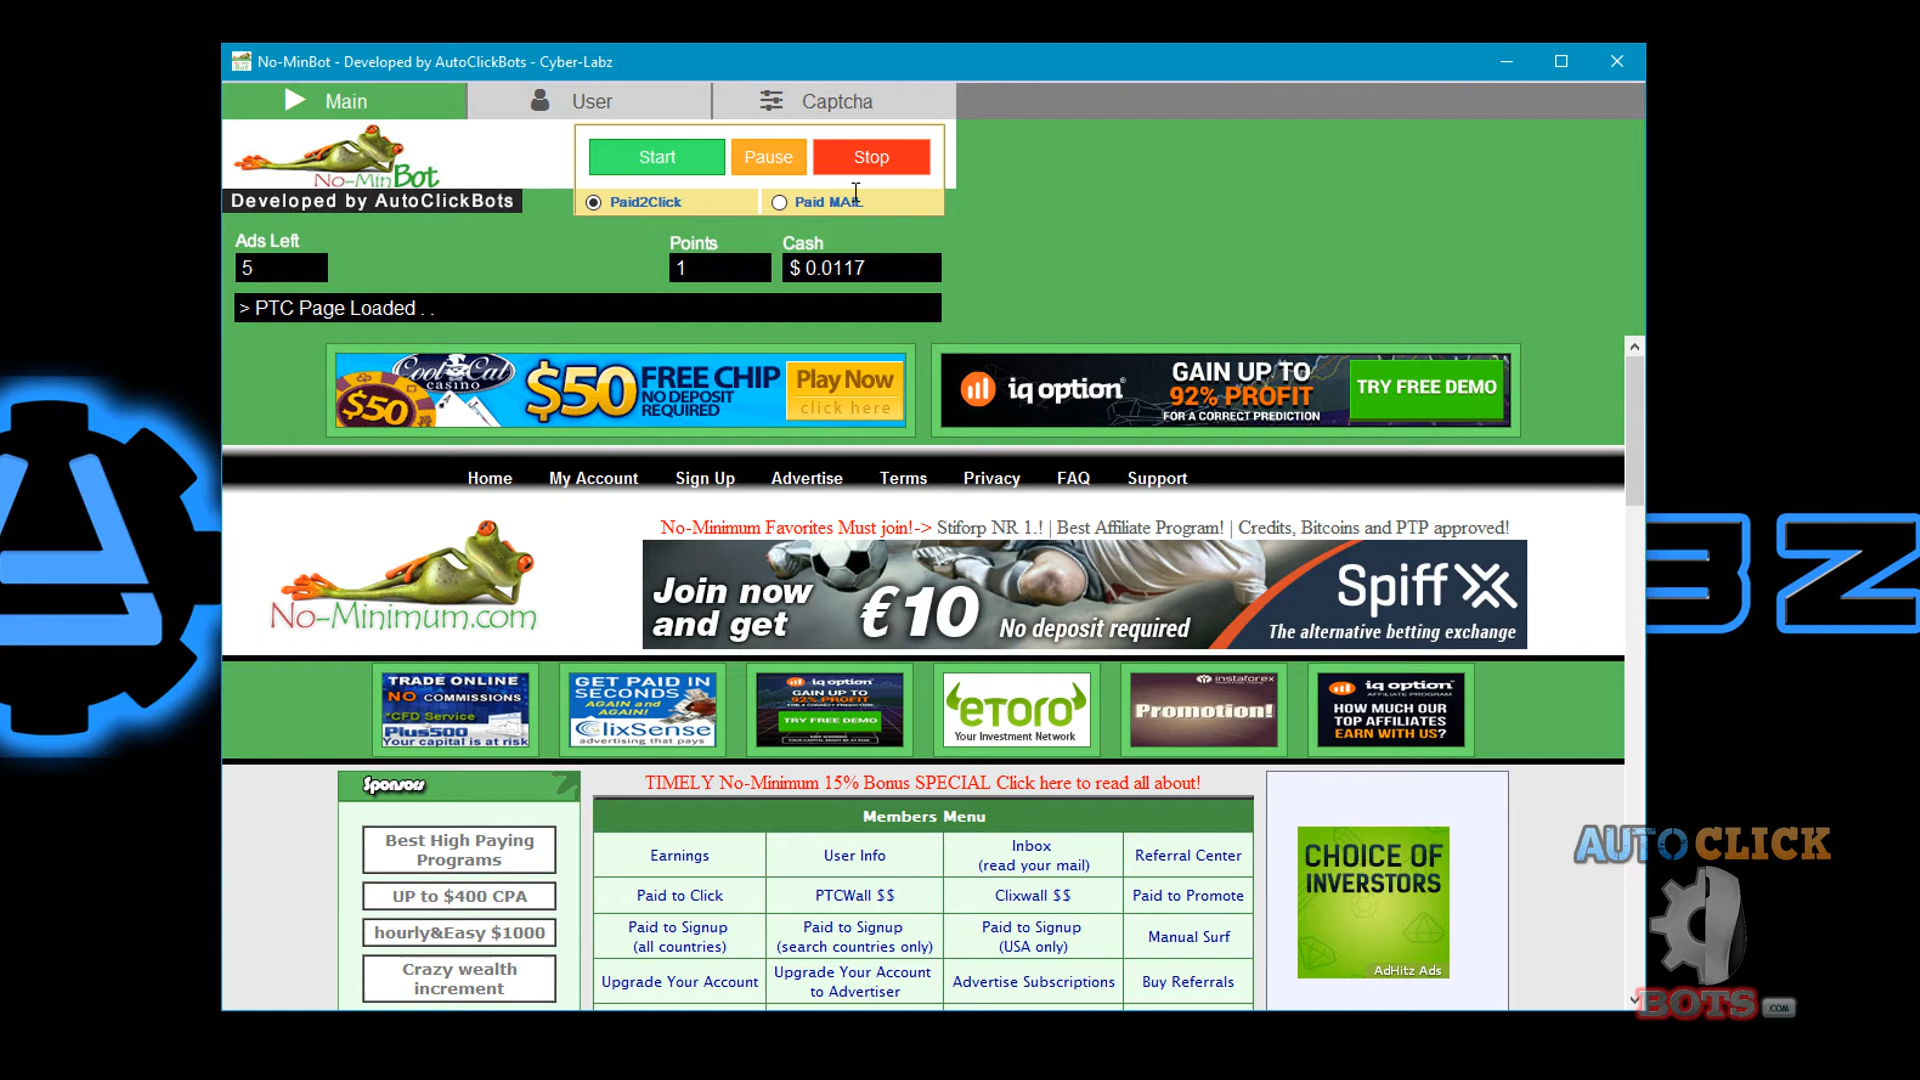 No-MinBot - Developed by AutoClickBots - Cyber-Labz
Main
User
Captcha
No-MinBot
Start
Pause
Stop
Developed by AutoClickBots
Paid2Click
Paid MAIL
Ads Left
5
Points
1
Cash
$ 0.0117
> PTC Page Loaded . .
Cool Cat
casino
$50
$50
FREE CHIP
NO DEPOSIT
REQUIRED
Play Now
click here
iq option
GAIN UP TO
92% PROFIT
FOR A CORRECT PREDICTION
TRY FREE DEMO
Home My Account Sign Up Advertise Terms Privacy FAQ Support
No-Minimum Favorites Must join!-> Stiforp NR 1.! | Best Affiliate Program! | Credits, Bitcoins and PTP approved!
No-Minimum.com
Join now
and get
€10
No deposit required
Spiff
The alternative betting exchange
TRADE ONLINE
NO COMMISSIONS
*CFD Service
Plus500
Your capital is at risk
GET PAID IN
SECONDS
AGAIN and
AGAIN!
ClixSense
advertising that pays
iq option
GAIN UP TO
92% PROFIT
FOR A CORRECT PREDICTION
TRY FREE DEMO
etoro
Your Investment Network
instaforex
Promotion!
iq option
AFFILIATE PROGRAM
HOW MUCH OUR
TOP AFFILIATES
EARN WITH US?
Sponsors
Best High Paying
Programs
UP to $400 CPA
hourly&Easy $1000
Crazy wealth
increment
TIMELY No-Minimum 15% Bonus SPECIAL Click here to read all about!
Members Menu
Earnings
User Info
Inbox
(read your mail)
Referral Center
Paid to Click
PTCWall $$
Clixwall $$
Paid to Promote
Paid to Signup
(all countries)
Paid to Signup
(search countries only)
Paid to Signup
(USA only)
Manual Surf
Upgrade Your Account
Upgrade Your Account
to Advertiser
Advertise Subscriptions
Buy Referrals
CHOICE OF
INVERSTORS
AdHitz Ads
AUTOCLICK
BOTS
.COM
BZ